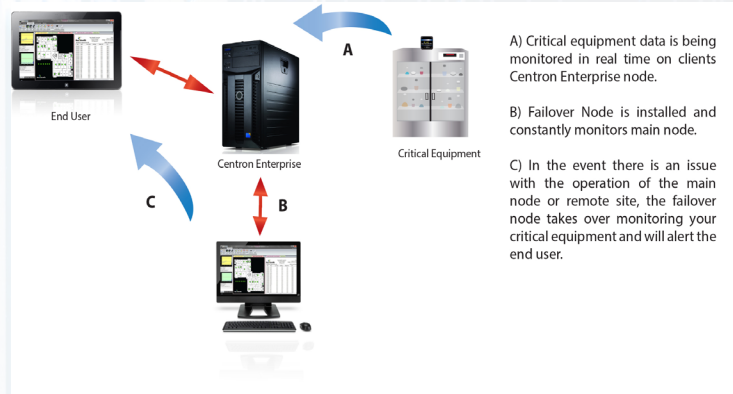 A
End User
Centron Enterprise
Critical Equipment
C
B
A) Critical equipment data is being
monitored in real time on clients
Centron Enterprise node.
B) Failover Node is installed and
constantly monitors main node.
C) In the event there is an issue
with the operation of the main
node or remote site, the failover
node takes over monitoring your
critical equipment and will alert the
end user.